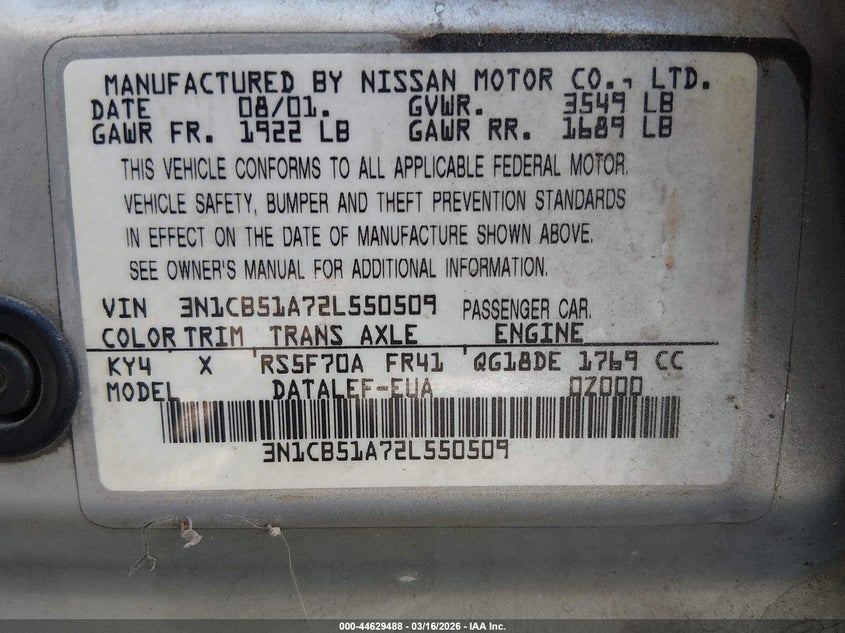 MANUFACTURED BY NISSAN MOTOR CO., LTD.
DATE 08/01. GVWR. 3549 LB
GAWR FR. 1922 LB GAWR RR. 1689 LB
THIS VEHICLE CONFORMS TO ALL APPLICABLE FEDERAL MOTOR.
VEHICLE SAFETY, BUMPER AND THEFT PREVENTION STANDARDS
IN EFFECT ON THE DATE OF MANUFACTURE SHOWN ABOVE.
SEE OWNER'S MANUAL FOR ADDITIONAL INFORMATION.
VIN 3N1CB51A72L550509 PASSENGER CAR.
COLOR TRIM TRANS AXLE ENGINE
KY4 X RS5F70A FR41 QG18DE 1769 CC
MODEL DATALEF-EUA 0Z000
3N1CB51A72L550509
000-44629488 - 03/16/2026 - IAA Inc.